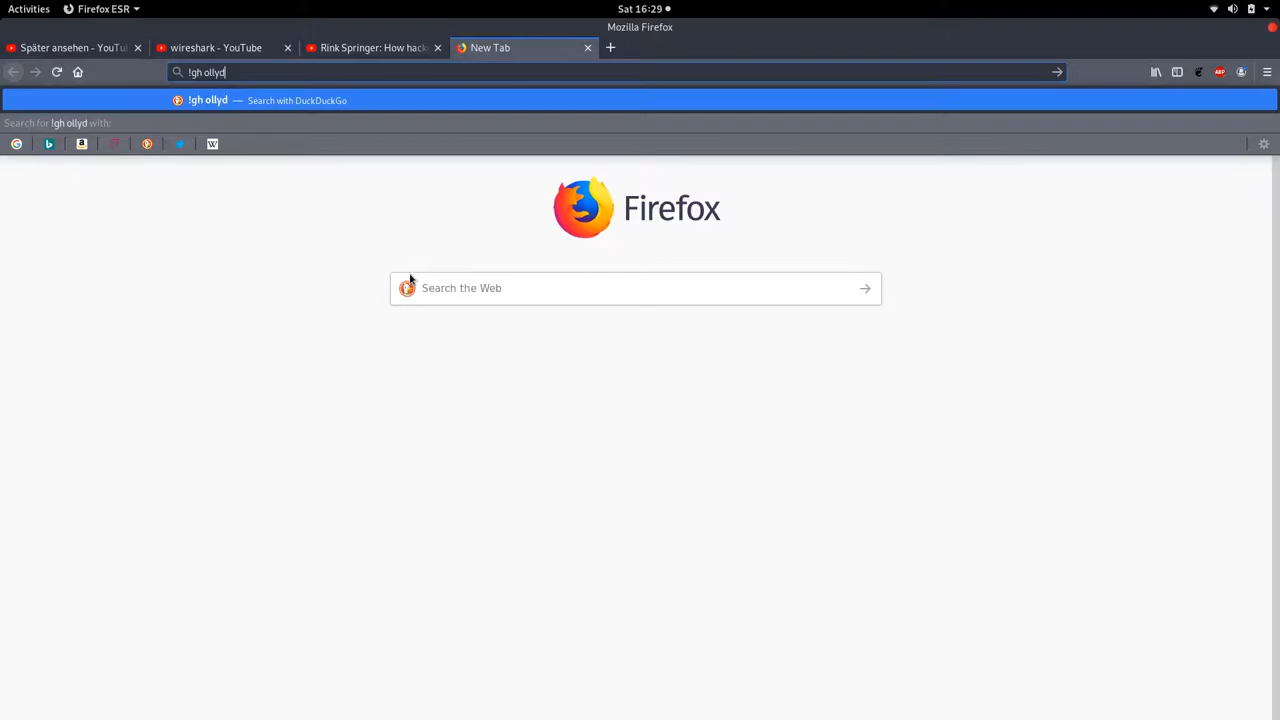 Activities Firefox ESR Sat 16:29
Mozilla Firefox
Später ansehen - YouTu wireshark - YouTube Rink Springer: How hack New Tab
!gh ollyd
!gh ollyd — Search with DuckDuckGo
Search for !gh ollyd with:
Firefox
Search the Web